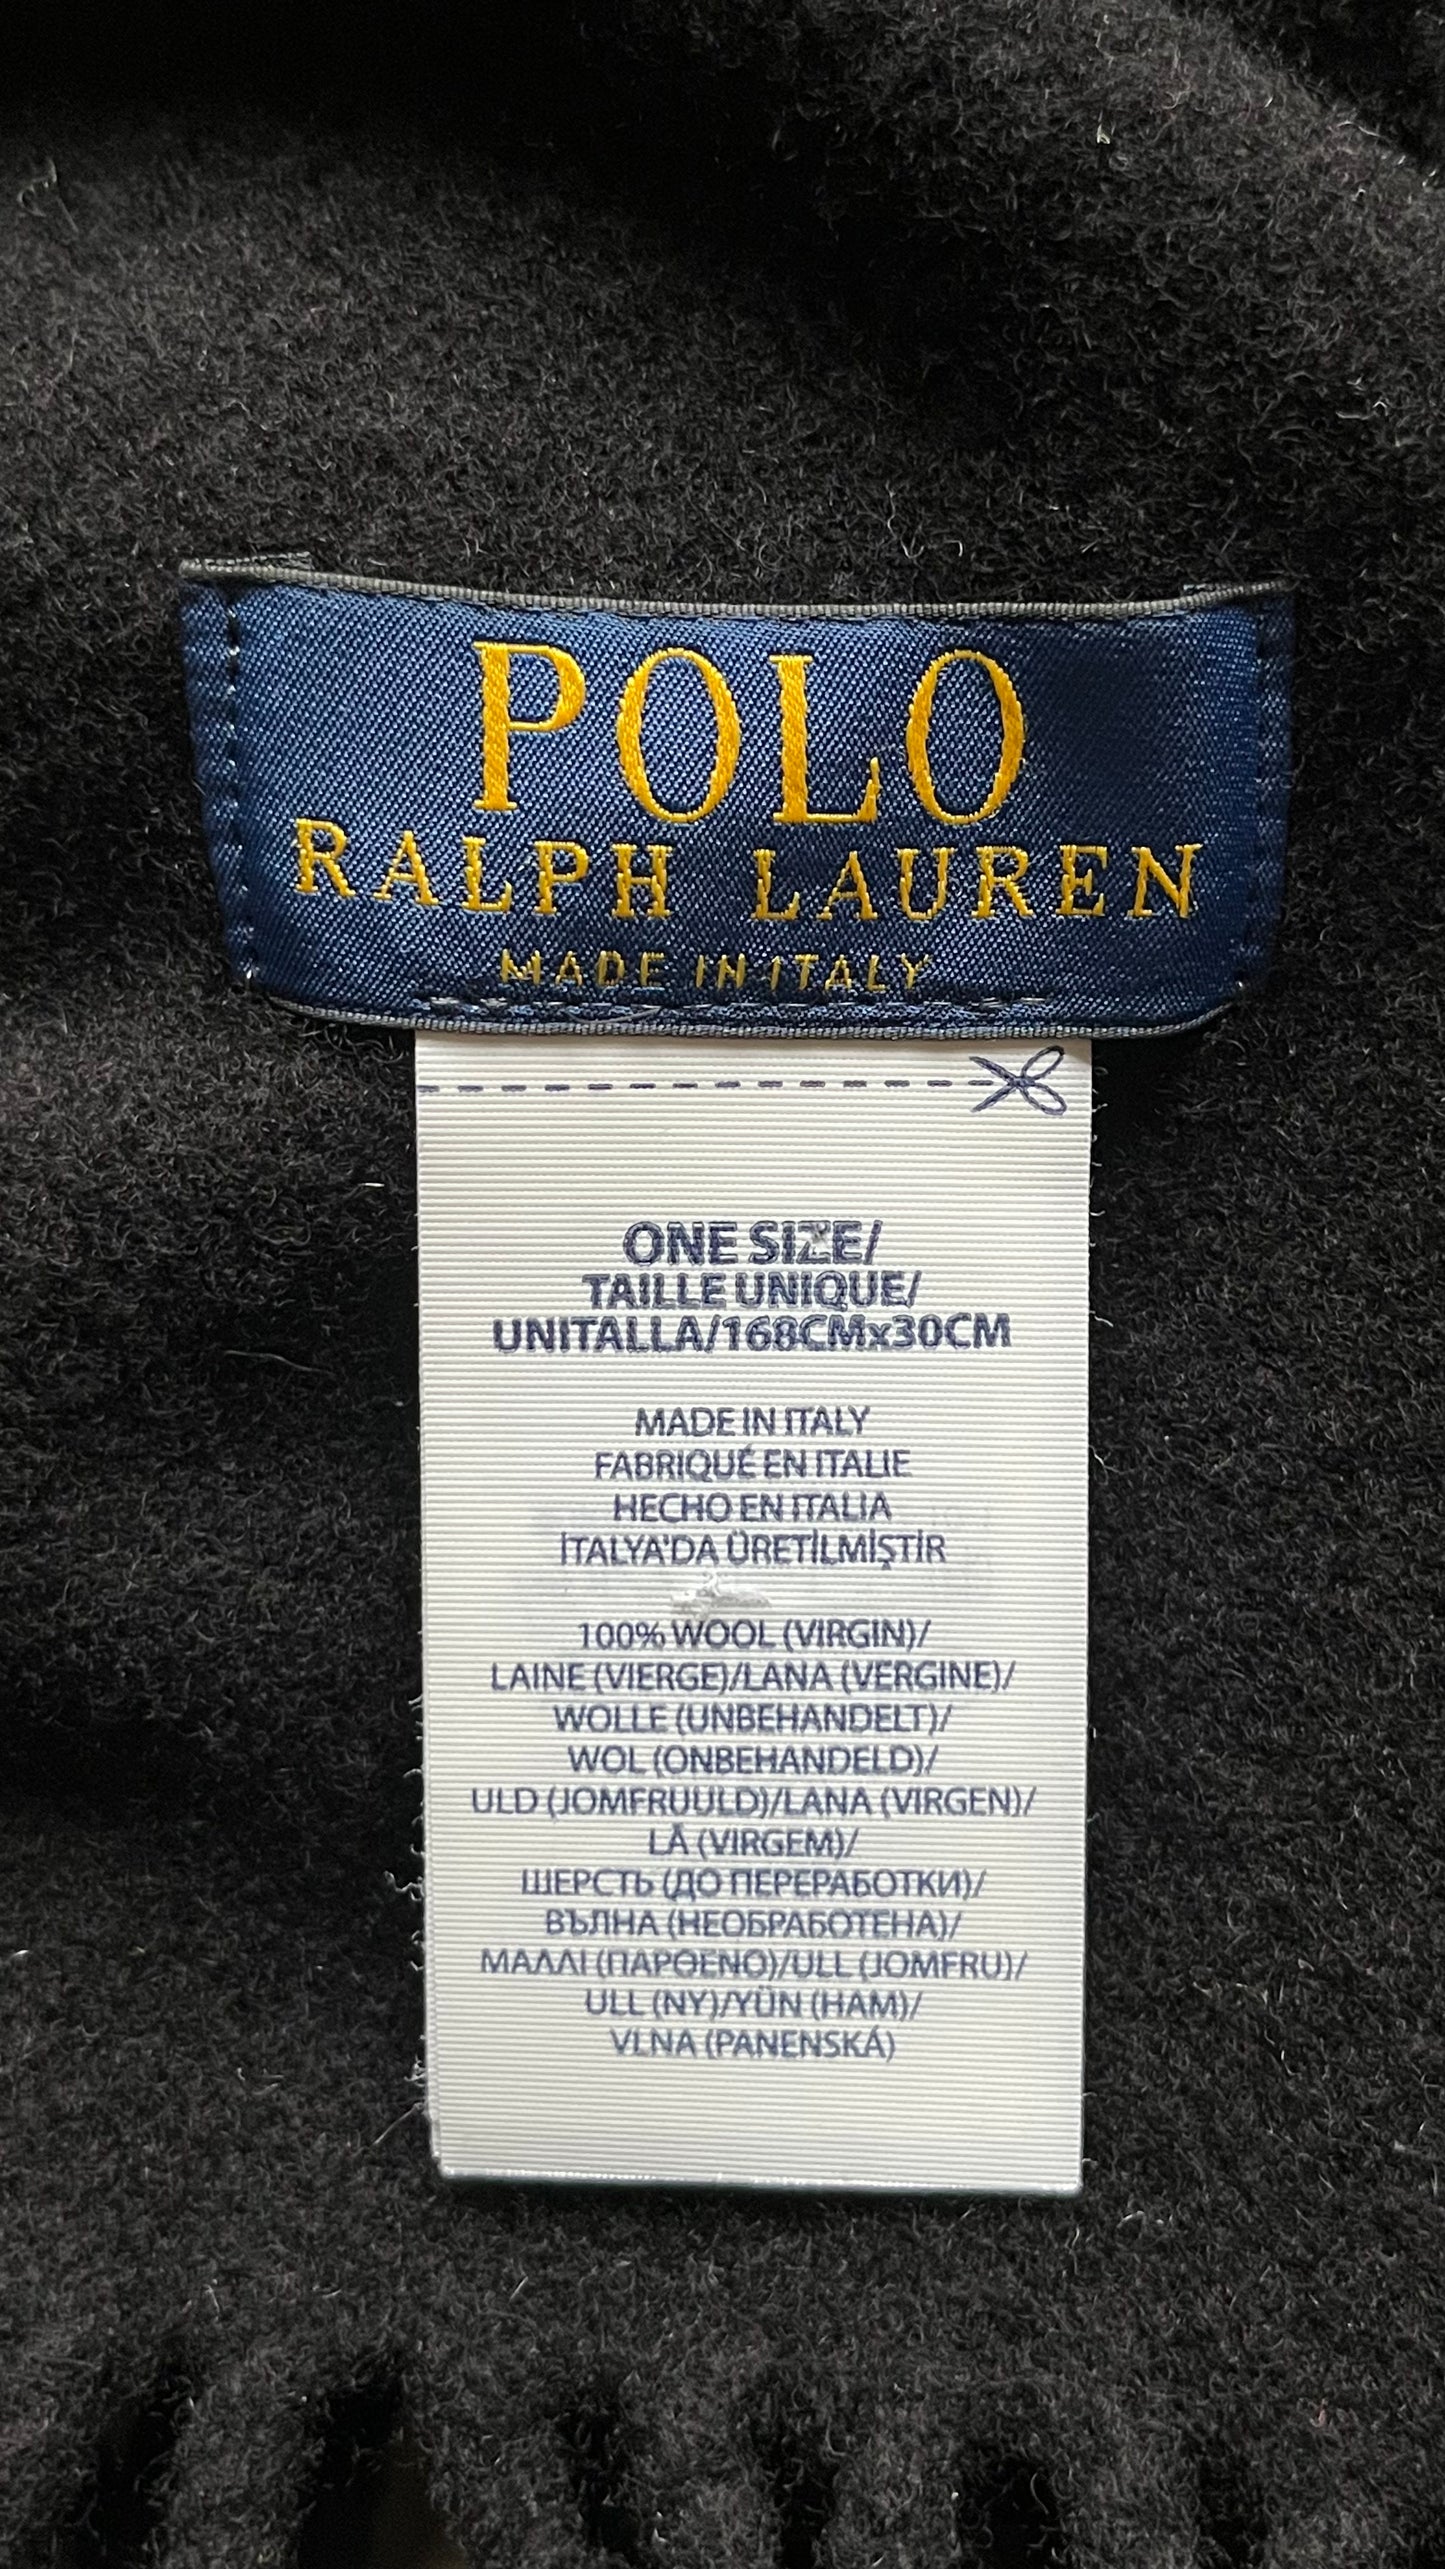 POLO
RALPH LAUREN
MADE IN ITALY
ONE SIZE/
TAILLE UNIQUE/
UNITALLA/168CMx30CM
MADE IN ITALY
FABRIQUÉ EN ITALIE
HECHO EN ITALIA
İTALYA'DA ÜRETİLMİŞTİR
100% WOOL (VIRGIN)/
LAINE (VIERGE)/LANA (VERGINE)/
WOLLE (UNBEHANDELT)/
WOL (ONBEHANDELD)/
ULD (JOMFRUULD)/LANA (VIRGEN)/
LÃ (VIRGEM)/
ШЕРСТЬ (ДО ПЕРЕРАБОТКИ)/
ВЪЛНА (НЕОБРАБОТЕНА)/
ΜΑΛΛΙ (ΠΑΡΘΕΝΟ)/ULL (JOMFRU)/
ULL (NY)/YÜN (HAM)/
VLNA (PANENSKÁ)